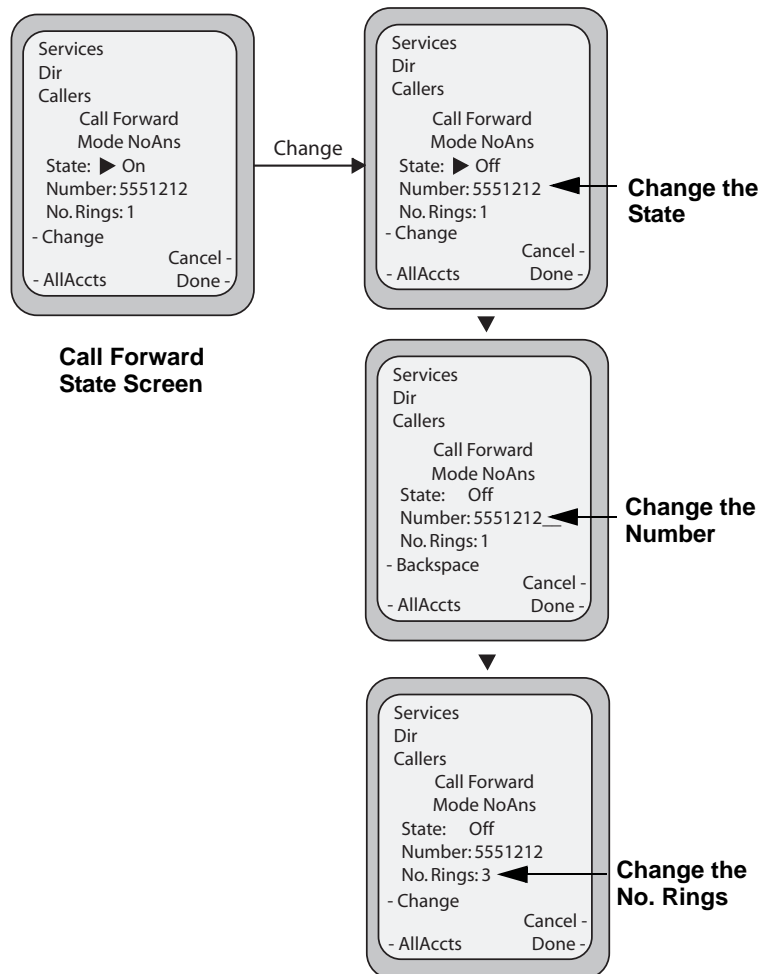 Services
Dir
Callers
Call Forward
Mode NoAns
State: ▶ On
Number: 5551212
No. Rings: 1
- Change
Cancel -
- AllAccts Done -
Call Forward
State Screen
Change
Services
Dir
Callers
Call Forward
Mode NoAns
State: ▶ Off
Number: 5551212
No. Rings: 1
- Change
Cancel -
- AllAccts Done -
Change the
State
Services
Dir
Callers
Call Forward
Mode NoAns
State: Off
Number: 5551212__
No. Rings: 1
- Backspace
Cancel -
- AllAccts Done -
Change the
Number
Services
Dir
Callers
Call Forward
Mode NoAns
State: Off
Number: 5551212
No. Rings: 3
- Change
Cancel -
- AllAccts Done -
Change the
No. Rings